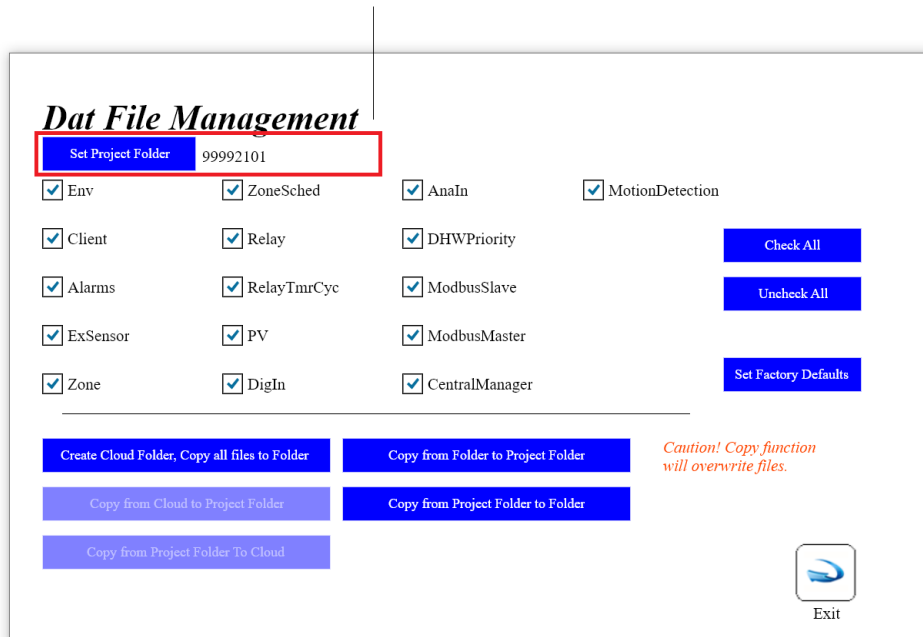 Dat File Management
Set Project Folder 99992101
Env ZoneSched AnaIn MotionDetection
Client Relay DHWPriority
Check All
Alarms RelayTmrCyc ModbusSlave
Uncheck All
ExSensor PV ModbusMaster
Zone DigIn CentralManager
Set Factory Defaults
Create Cloud Folder, Copy all files to Folder Copy from Folder to Project Folder
Caution! Copy function
will overwrite files.
Copy from Cloud to Project Folder Copy from Project Folder to Folder
Copy from Project Folder To Cloud
Exit